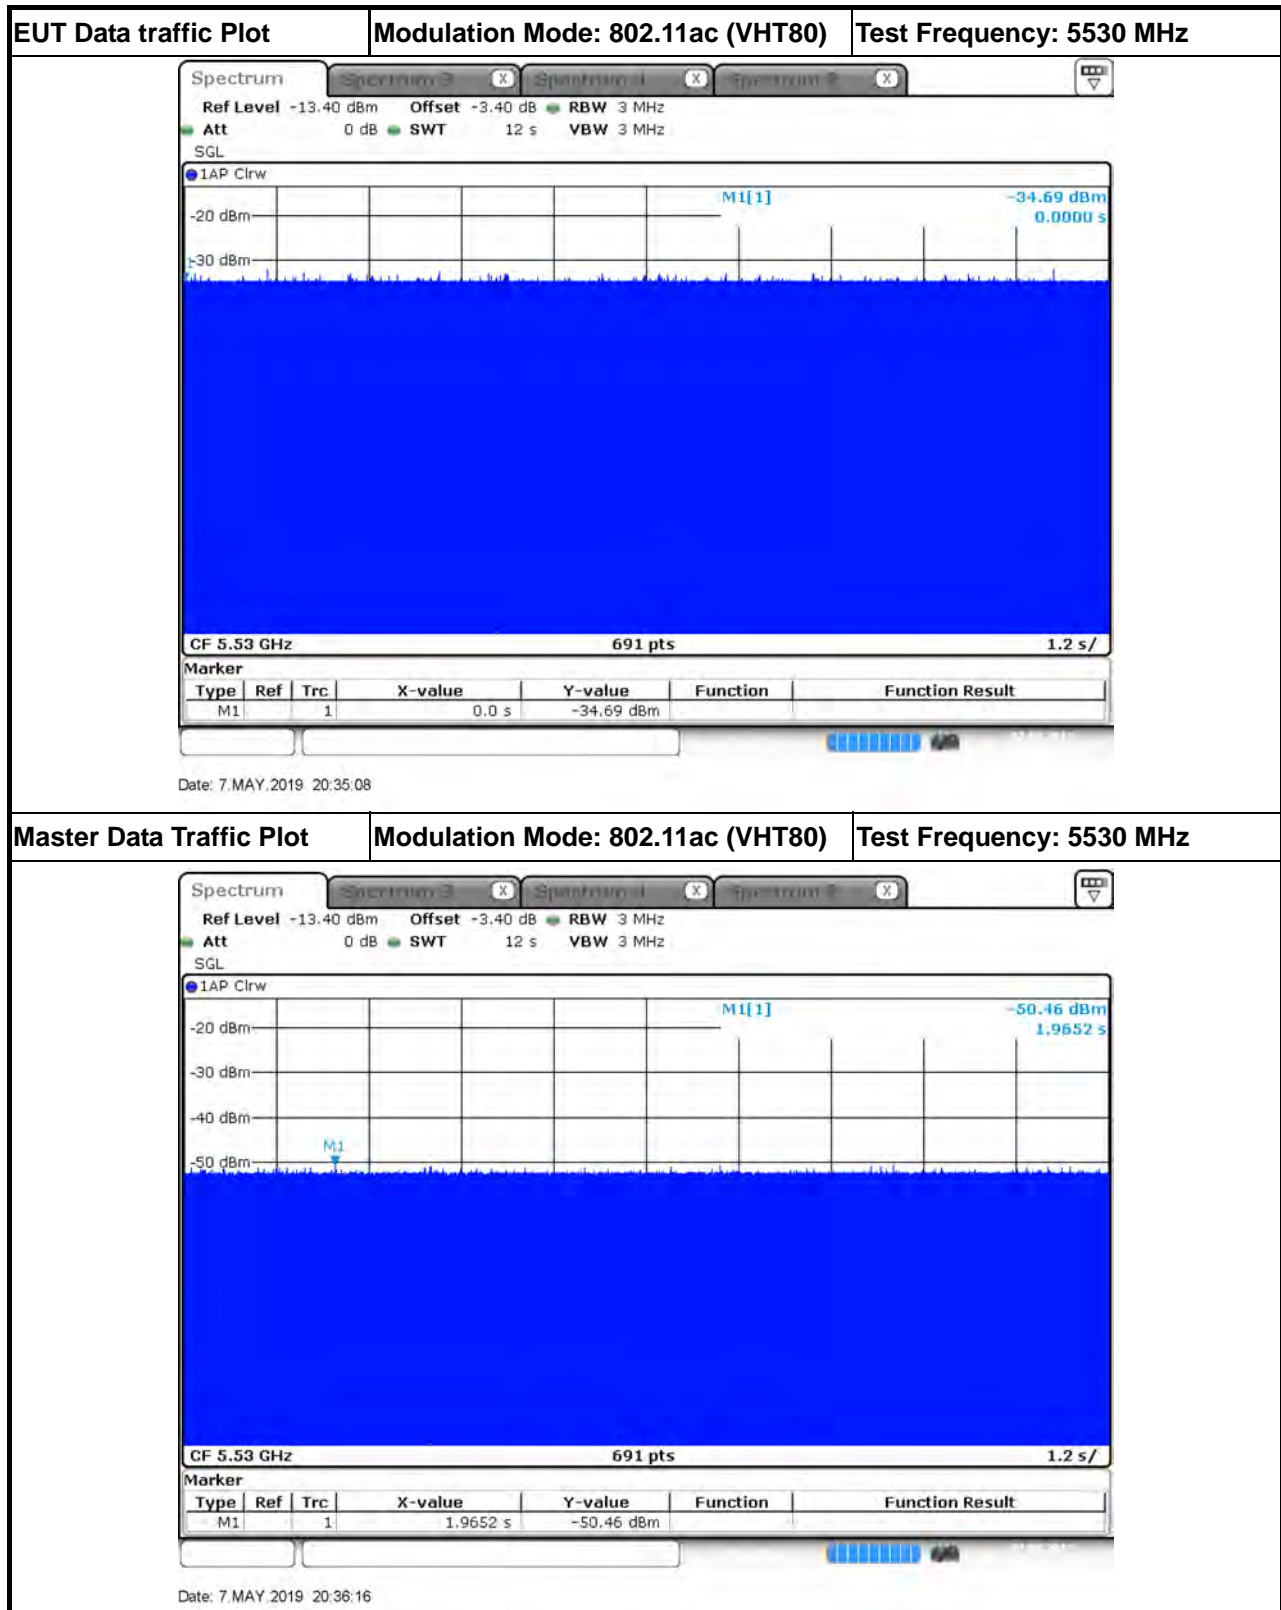 EUT Data traffic Plot Modulation Mode: 802.11ac (VHT80) Test Frequency: 5530 MHz
Spectrum Spectrum 3 X X X
Ref Level -13.40 dBm Offset -3.40 dB RBW 3 MHz
Att 0 dB SWT 12 s VBW 3 MHz
SGL
1AP Clrw
M1[1] -34.69 dBm
0.0000 s
-20 dBm
-30 dBm
CF 5.53 GHz 691 pts 1.2 s/
Marker
Type Ref Trc X-value Y-value Function Function Result
M1 1 0.0 s -34.69 dBm
Date: 7.MAY.2019 20:35:08
Master Data Traffic Plot Modulation Mode: 802.11ac (VHT80) Test Frequency: 5530 MHz
Spectrum Spectrum 3 X X X
Ref Level -13.40 dBm Offset -3.40 dB RBW 3 MHz
Att 0 dB SWT 12 s VBW 3 MHz
SGL
1AP Clrw
M1[1] -50.46 dBm
1.9652 s
-20 dBm
-30 dBm
-40 dBm
M1
-50 dBm
CF 5.53 GHz 691 pts 1.2 s/
Marker
Type Ref Trc X-value Y-value Function Function Result
M1 1 1.9652 s -50.46 dBm
Date: 7.MAY.2019 20:36:16